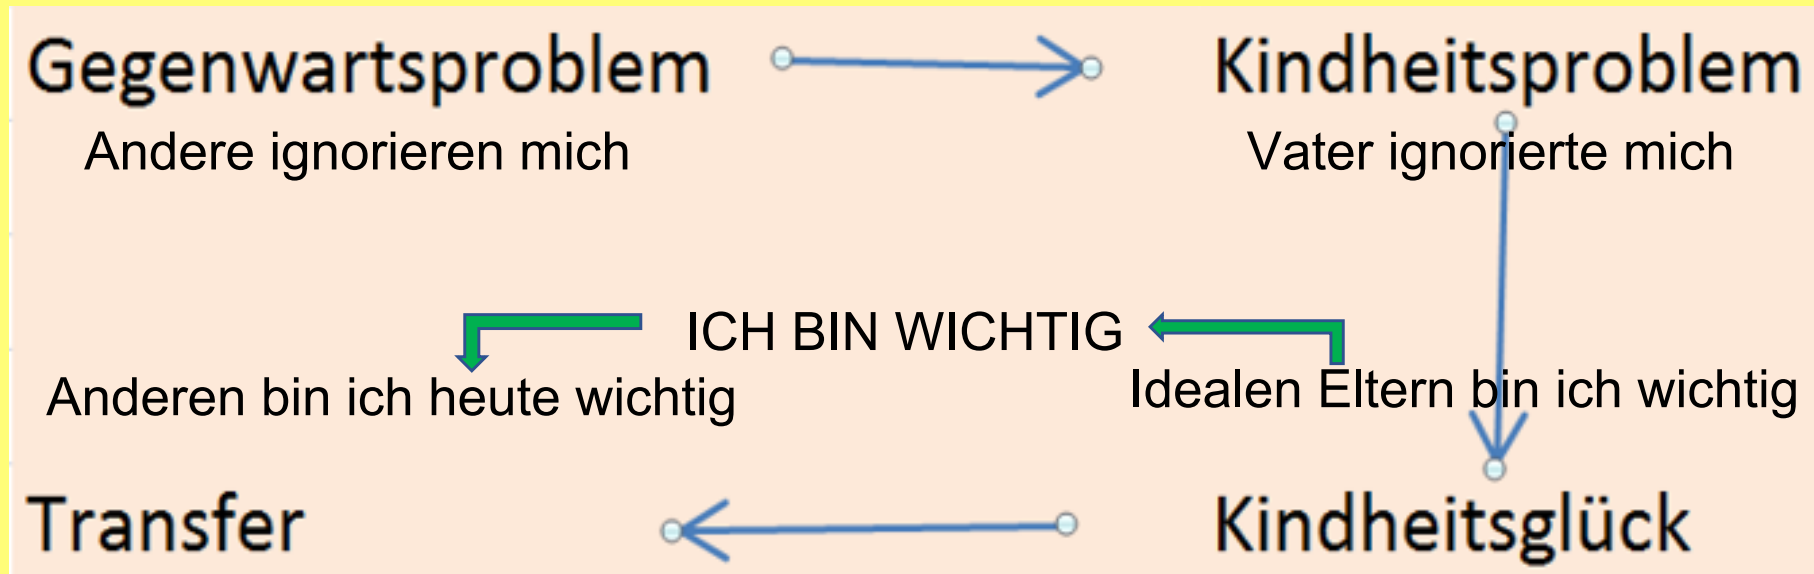 Gegenwartsproblem Kindheitsproblem
Andere ignorieren mich Vater ignorierte mich
ICH BIN WICHTIG
Anderen bin ich heute wichtig Idealen Eltern bin ich wichtig
Transfer Kindheitsglück